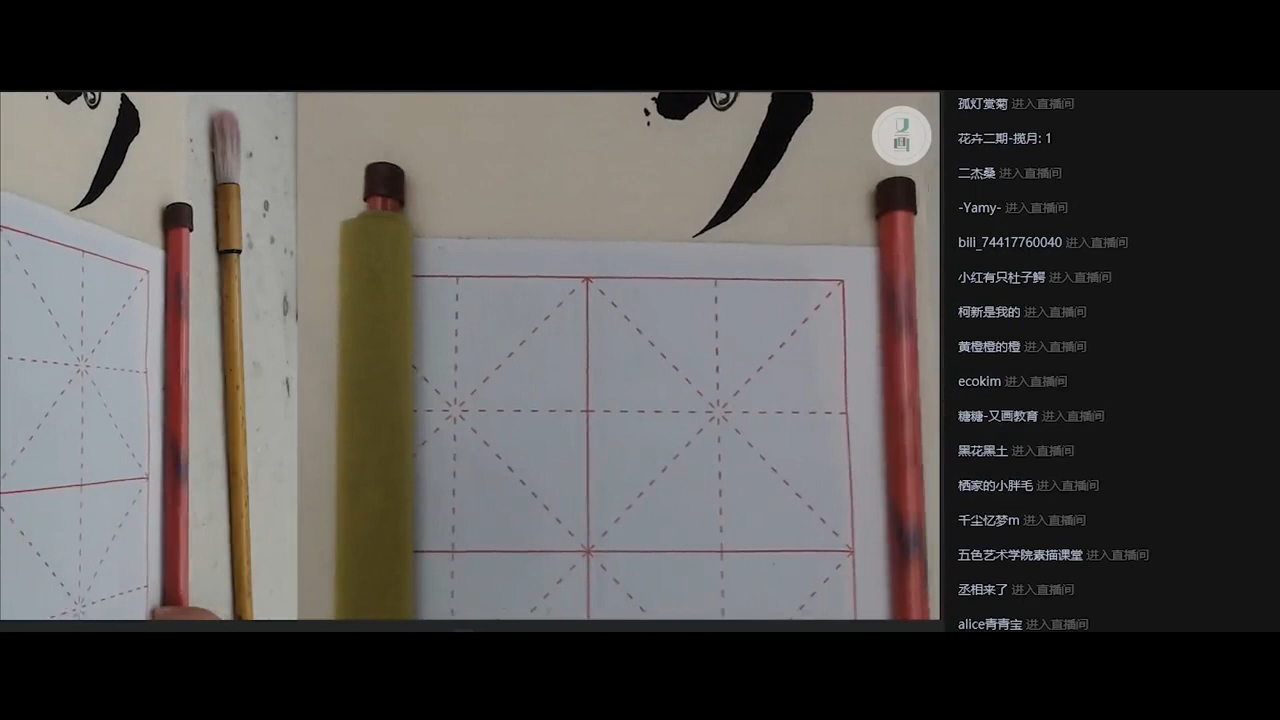 孤灯赏菊 进入直播间
花卉二期-揽月: 1
二杰桑 进入直播间
-Yamy- 进入直播间
bili_74417760040 进入直播间
小红有只杜子鳄 进入直播间
柯新是我的 进入直播间
黄橙橙的橙 进入直播间
ecokim 进入直播间
糖糖-又画教育 进入直播间
黑花黑土 进入直播间
栖家的小胖毛 进入直播间
千尘忆梦m 进入直播间
五色艺术学院素描课堂 进入直播间
丞相来了 进入直播间
alice青青宝 进入直播间